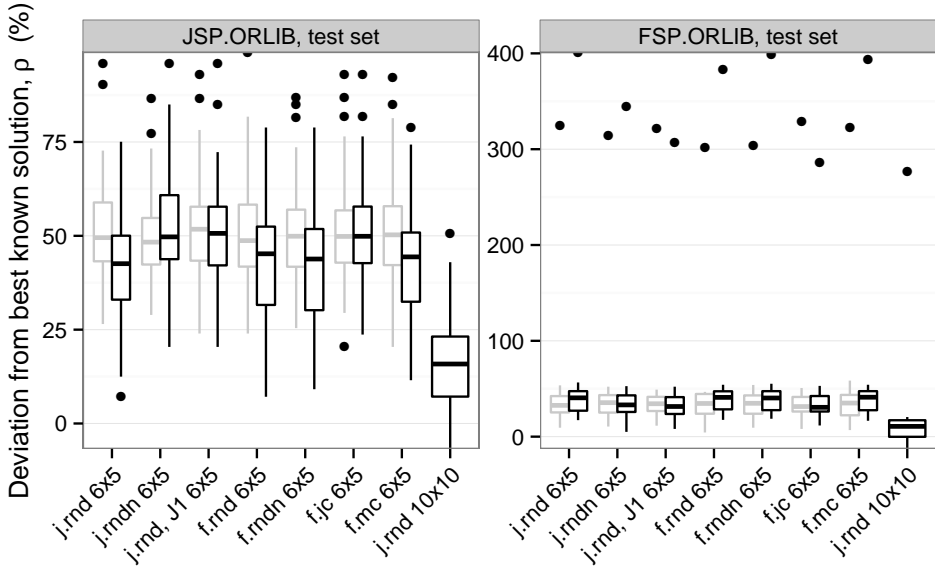 Deviation from best known solution, ρ (%)
JSP.ORLIB, test set
75
50
25
0
j.rnd 6x5
j.rndn 6x5
j.rnd, J1 6x5
f.rnd 6x5
f.rndn 6x5
f.jc 6x5
f.mc 6x5
j.rnd 10x10
FSP.ORLIB, test set
400
300
200
100
0
j.rnd 6x5
j.rndn 6x5
j.rnd, J1 6x5
f.rnd 6x5
f.rndn 6x5
f.jc 6x5
f.mc 6x5
j.rnd 10x10